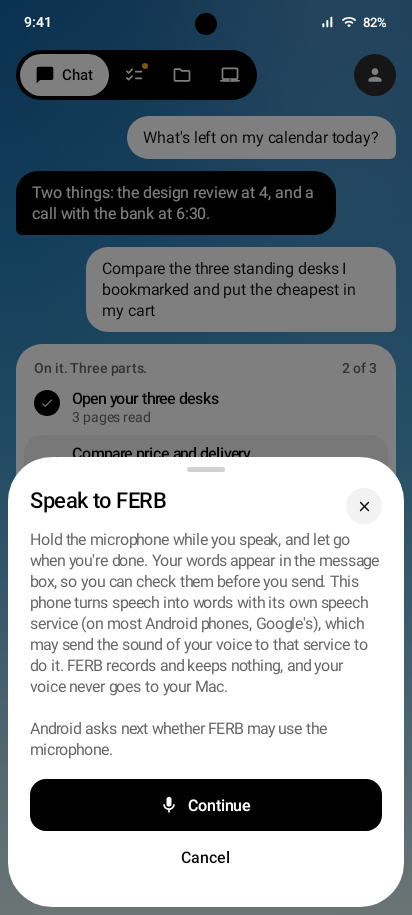 9:41
82%
Chat
What's left on my calendar today?
Two things: the design review at 4, and a
call with the bank at 6:30.
Compare the three standing desks I
bookmarked and put the cheapest in
my cart
On it. Three parts.
2 of 3
Open your three desks
3 pages read
Compare price and delivery
Speak to FERB
Hold the microphone while you speak, and let go
when you're done. Your words appear in the message
box, so you can check them before you send. This
phone turns speech into words with its own speech
service (on most Android phones, Google's), which
may send the sound of your voice to that service to
do it. FERB records and keeps nothing, and your
voice never goes to your Mac.
Android asks next whether FERB may use the
microphone.
Continue
Cancel